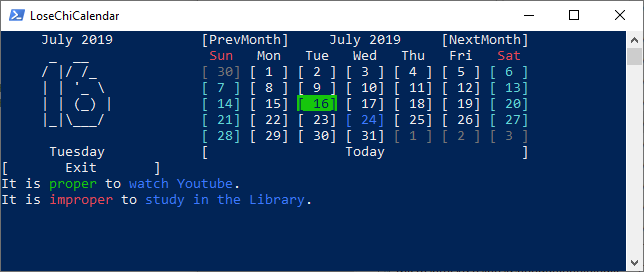 LoseChiCalendar
July 2019 [PrevMonth] July 2019 [NextMonth]
Sun Mon Tue Wed Thu Fri Sat
 _  __
/ |/ /_
| | '_ \
| | (_) |
|_|\___/
[ 30] [ 1 ] [ 2 ] [ 3 ] [ 4 ] [ 5 ] [ 6 ]
[ 7 ] [ 8 ] [ 9 ] [ 10] [ 11] [ 12] [ 13]
[ 14] [ 15] [ 16] [ 17] [ 18] [ 19] [ 20]
[ 21] [ 22] [ 23] [ 24] [ 25] [ 26] [ 27]
[ 28] [ 29] [ 30] [ 31] [ 1 ] [ 2 ] [ 3 ]
Tuesday [ Today ]
[ Exit ]
It is proper to watch Youtube.
It is improper to study in the Library.